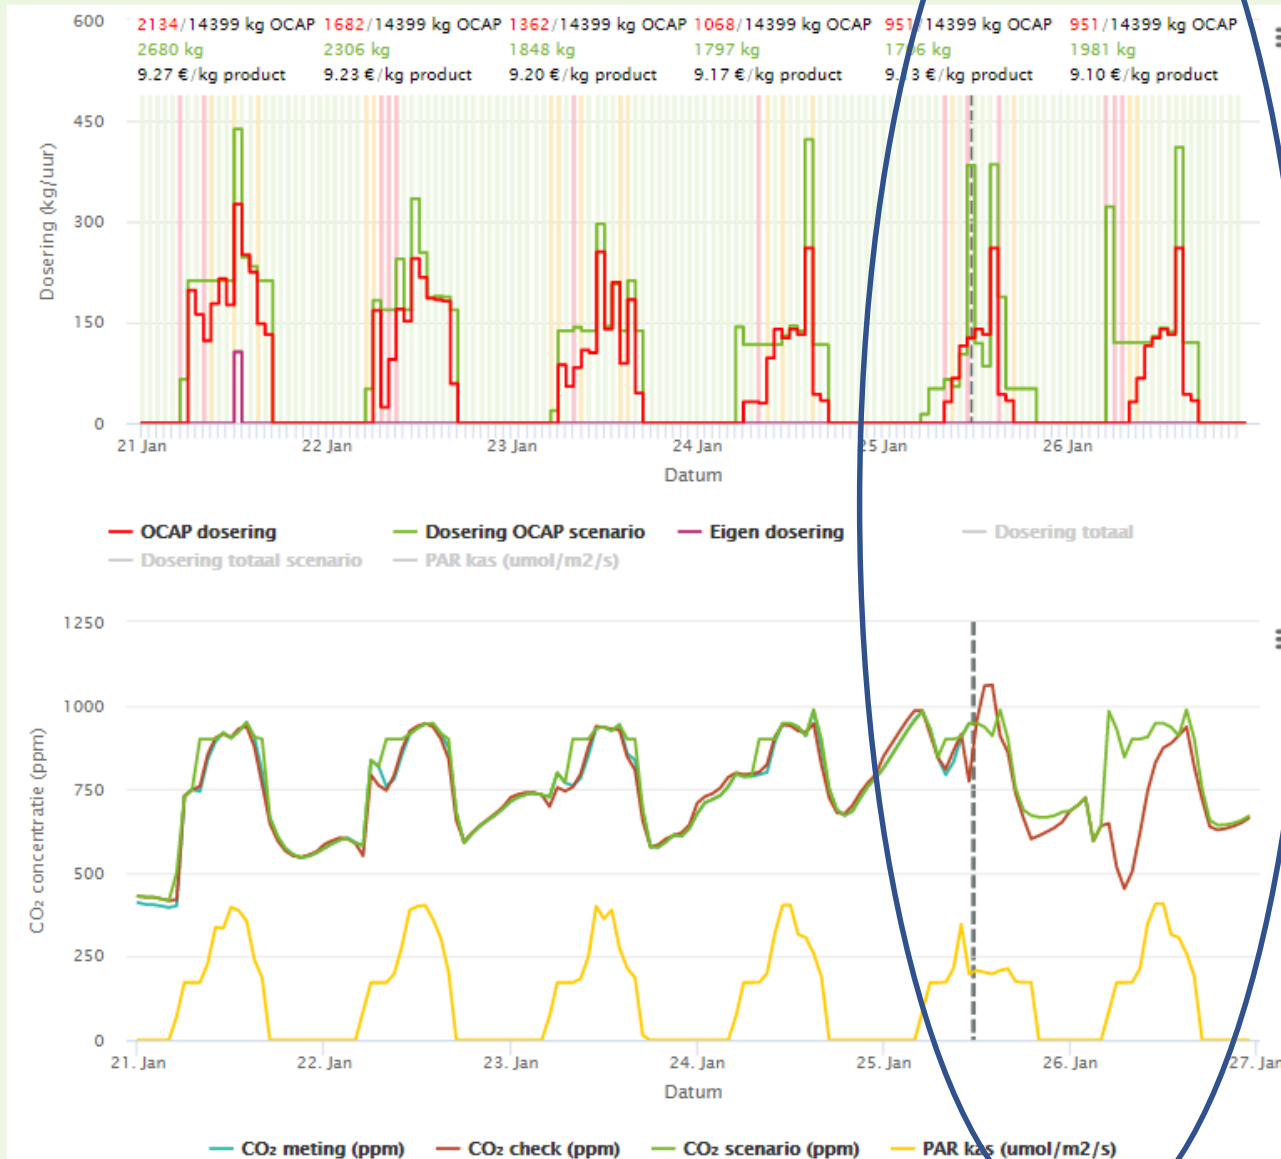 600
2134/14399 kg OCAP 1682/14399 kg OCAP 1362/14399 kg OCAP 1068/14399 kg OCAP 951/14399 kg OCAP 951/14399 kg OCAP
2680 kg 2306 kg 1848 kg 1797 kg 1796 kg 1981 kg
9.27 €/kg product 9.23 €/kg product 9.20 €/kg product 9.17 €/kg product 9.13 €/kg product 9.10 €/kg product
450
300
150
0
Dosering (kg/uur)
21 Jan 22 Jan 23 Jan 24 Jan 25 Jan 26 Jan
Datum
OCAP dosering Dosering OCAP scenario Eigen dosering Dosering totaal
Dosering totaal scenario PAR kas (umol/m2/s)
1250
1000
750
500
250
0
CO₂ concentratie (ppm)
21. Jan 22. Jan 23. Jan 24. Jan 25. Jan 26. Jan 27. Jan
Datum
CO₂ meting (ppm) CO₂ check (ppm) CO₂ scenario (ppm) PAR kas (umol/m2/s)